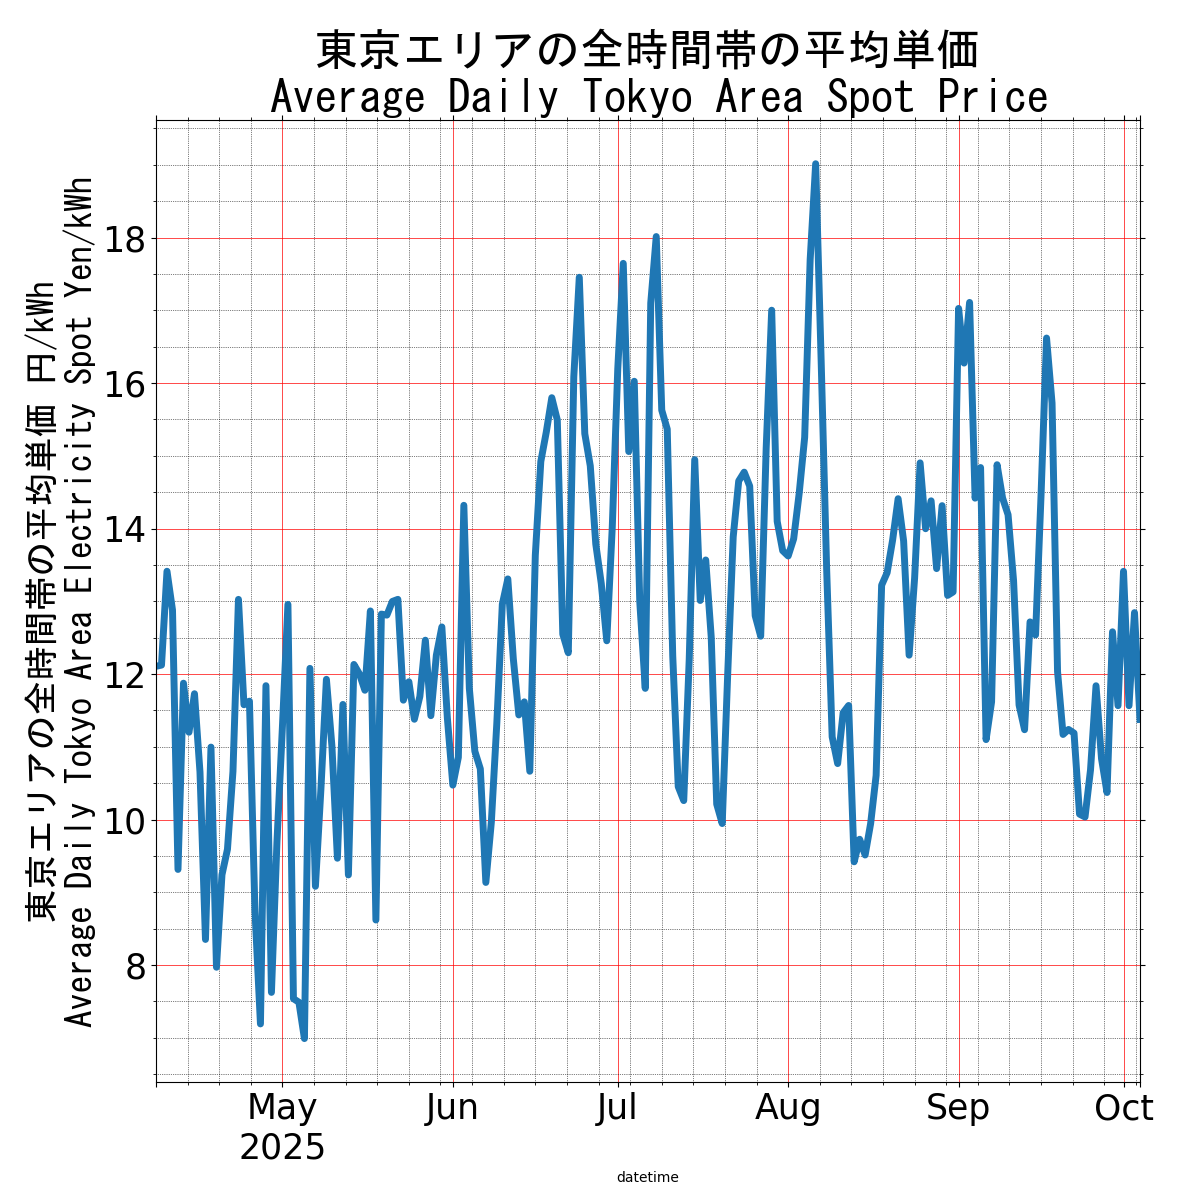 東京エリアの全時間帯の平均単価
Average Daily Tokyo Area Spot Price
東京エリアの全時間帯の平均単価 円/kWh
Average Daily Tokyo Area Electricity Spot Yen/kWh
18
16
14
12
10
8
May
2025
Jun
Jul
Aug
Sep
Oct
datetime